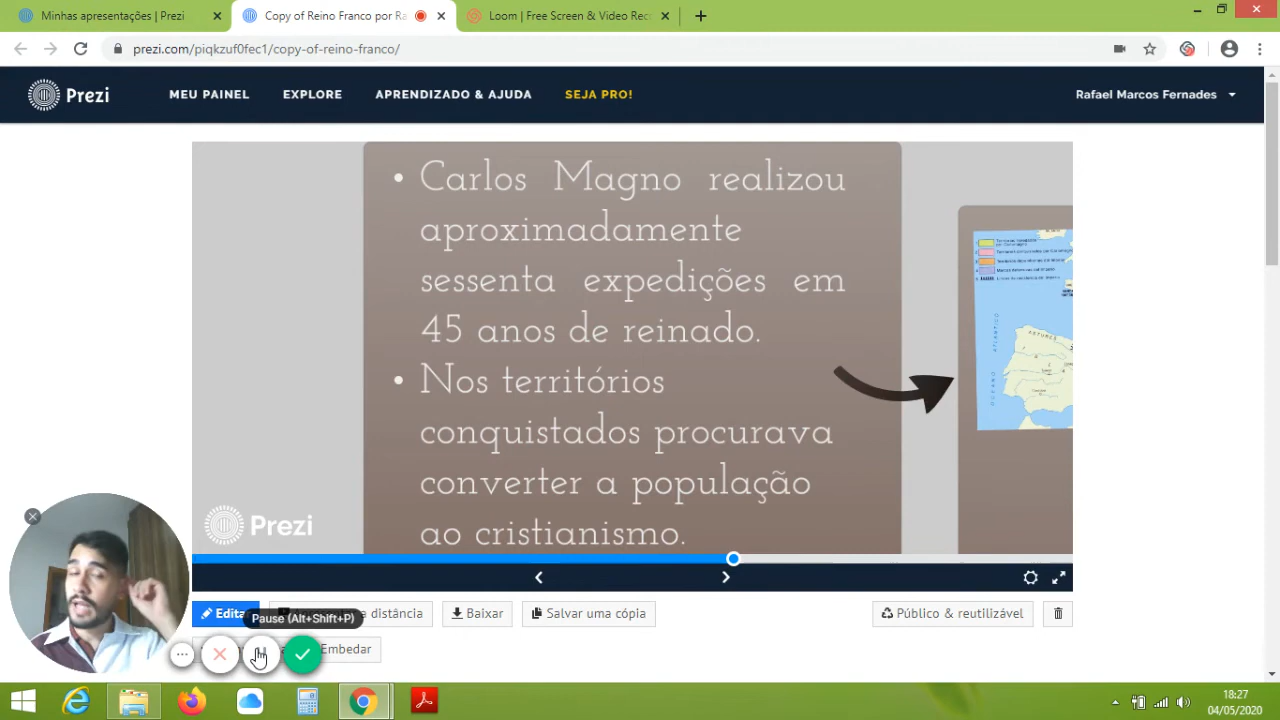 Minhas apresentações | Prezi
Copy of Reino Franco por Ra
Loom | Free Screen & Video Rec
prezi.com/piqkzuf0fec1/copy-of-reino-franco/
Prezi
MEU PAINEL
EXPLORE
APRENDIZADO & AJUDA
SEJA PRO!
Rafael Marcos Fernades
• Carlos Magno realizou
aproximadamente
sessenta expedições em
45 anos de reinado.
• Nos territórios
conquistados procurava
converter a população
ao cristianismo.
Prezi
Edita
a distância
Baixar
Salvar uma cópia
Público & reutilizável
Pause (Alt+Shift+P)
Embedar
18:27
04/05/2020